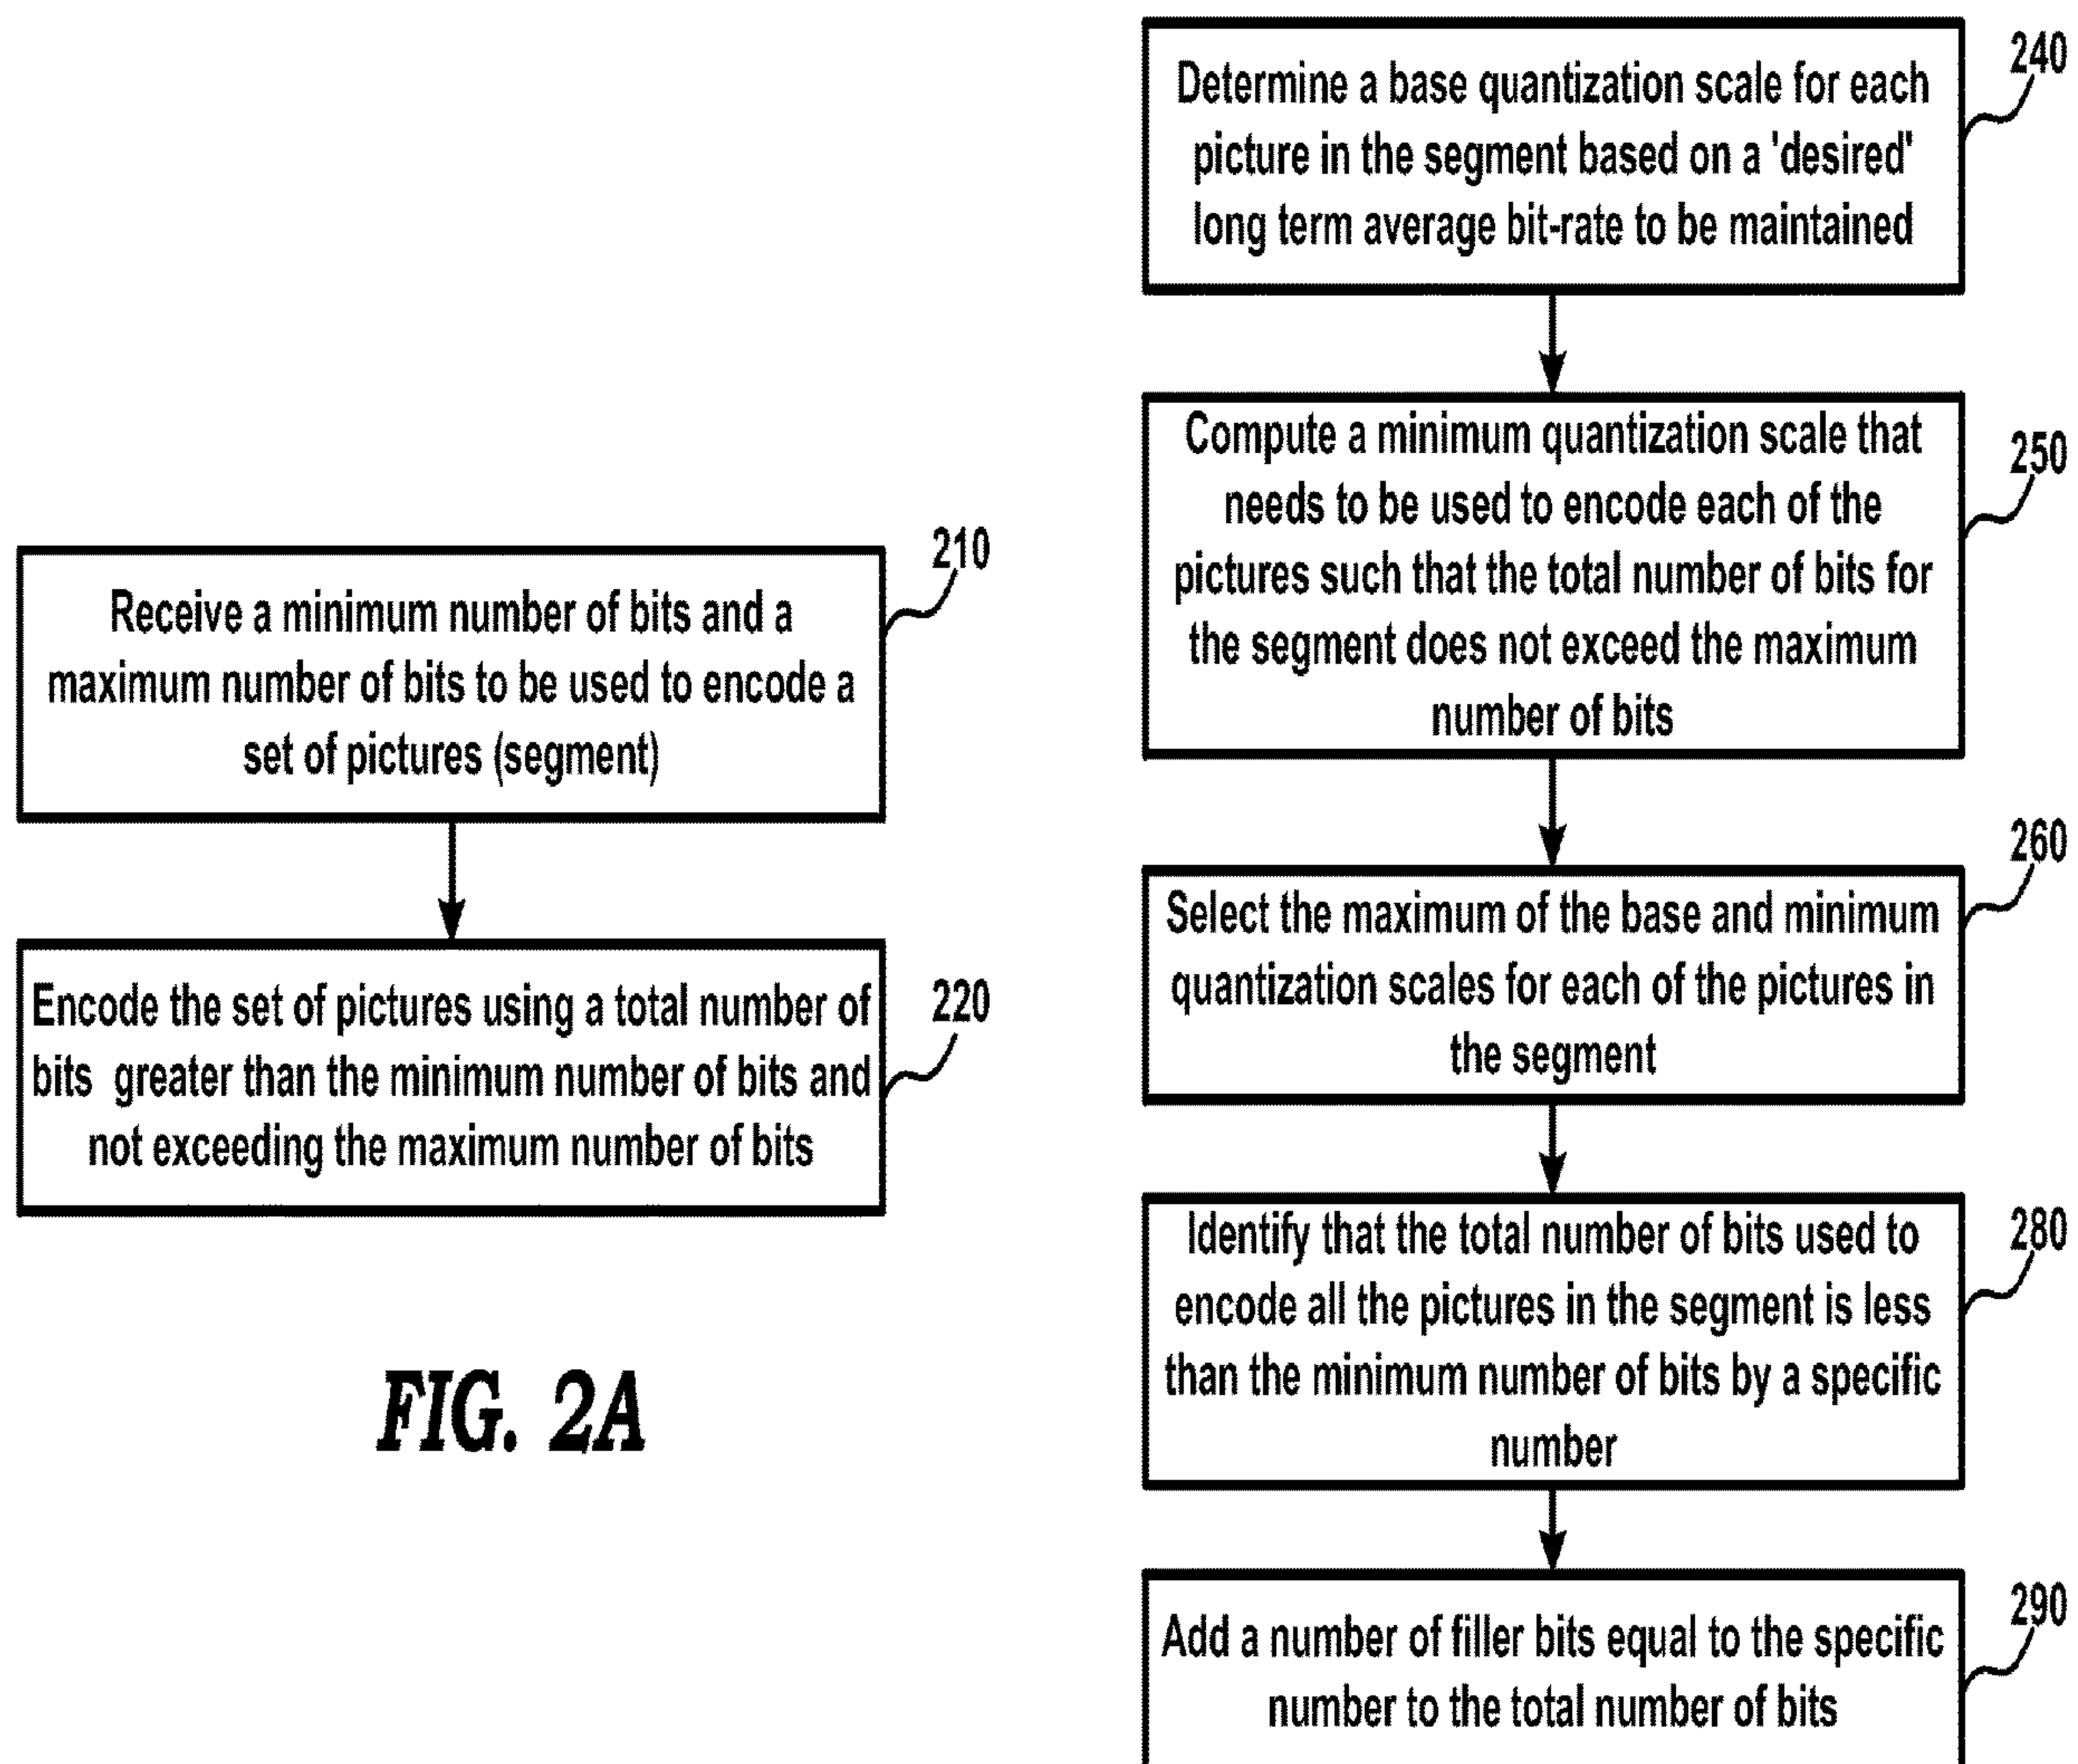 210
Receive a minimum number of bits and a
maximum number of bits to be used to encode a
set of pictures (segment)
220
Encode the set of pictures using a total number of
bits greater than the minimum number of bits and
not exceeding the maximum number of bits
FIG. 2A
240
Determine a base quantization scale for each
picture in the segment based on a 'desired'
long term average bit-rate to be maintained
250
Compute a minimum quantization scale that
needs to be used to encode each of the
pictures such that the total number of bits for
the segment does not exceed the maximum
number of bits
260
Select the maximum of the base and minimum
quantization scales for each of the pictures in
the segment
280
Identify that the total number of bits used to
encode all the pictures in the segment is less
than the minimum number of bits by a specific
number
290
Add a number of filler bits equal to the specific
number to the total number of bits